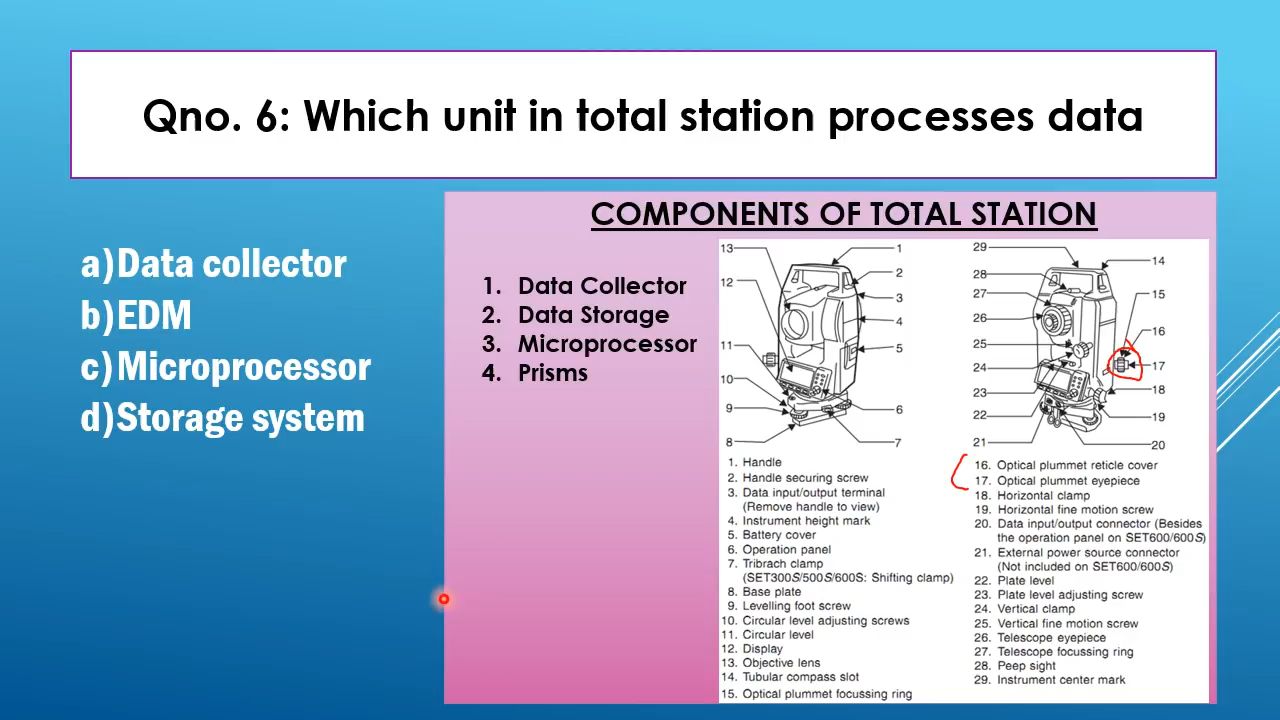 Qno. 6: Which unit in total station processes data
a)Data collector
b)EDM
c)Microprocessor
d)Storage system
COMPONENTS OF TOTAL STATION
1. Data Collector
2. Data Storage
3. Microprocessor
4. Prisms
13
1
12
2
3
4
11
5
10
9
6
8
7
29
14
28
27
15
26
16
25
17
24
23
18
22
19
21
20
1. Handle
2. Handle securing screw
3. Data input/output terminal
(Remove handle to view)
4. Instrument height mark
5. Battery cover
6. Operation panel
7. Tribrach clamp
(SET300S/500S/600S: Shifting clamp)
8. Base plate
9. Levelling foot screw
10. Circular level adjusting screws
11. Circular level
12. Display
13. Objective lens
14. Tubular compass slot
15. Optical plummet focussing ring
16. Optical plummet reticle cover
17. Optical plummet eyepiece
18. Horizontal clamp
19. Horizontal fine motion screw
20. Data input/output connector (Besides
the operation panel on SET600/600S)
21. External power source connector
(Not included on SET600/600S)
22. Plate level
23. Plate level adjusting screw
24. Vertical clamp
25. Vertical fine motion screw
26. Telescope eyepiece
27. Telescope focussing ring
28. Peep sight
29. Instrument center mark